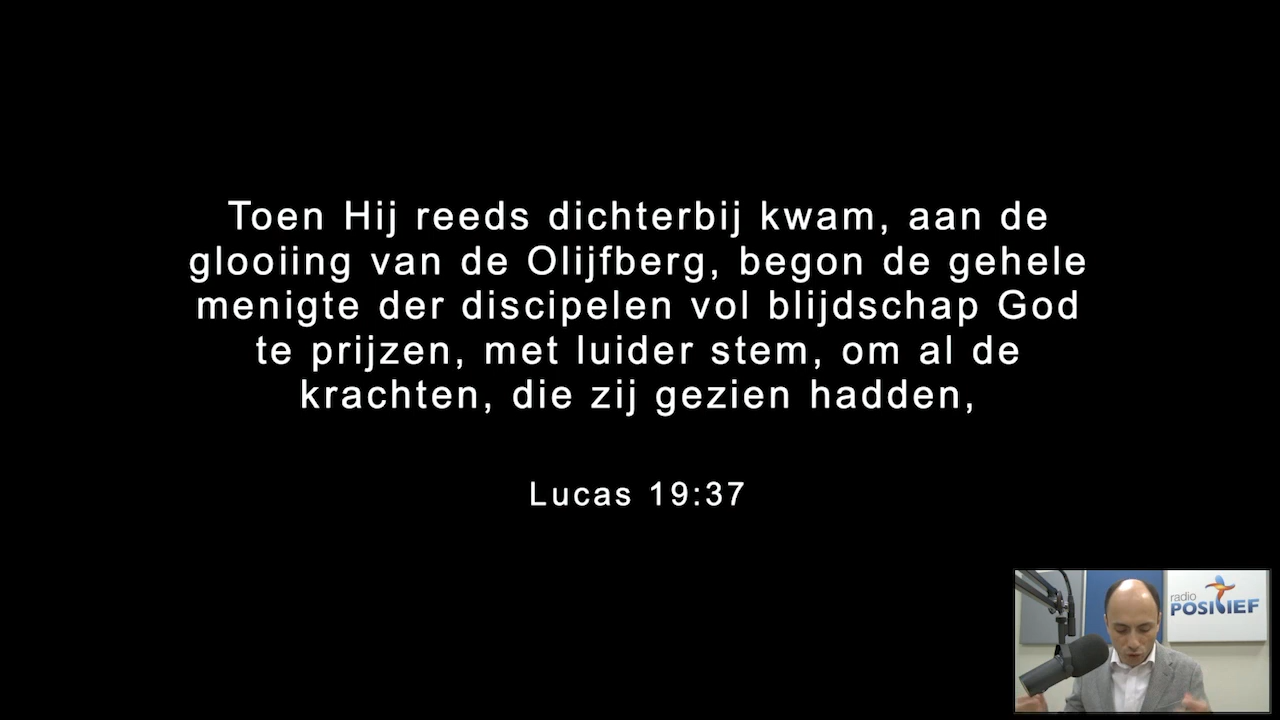 Toen Hij reeds dichterbij kwam, aan de
glooiing van de Olijfberg, begon de gehele
menigte der discipelen vol blijdschap God
te prijzen, met luider stem, om al de
krachten, die zij gezien hadden,
Lucas 19:37
radio
POSITIEF